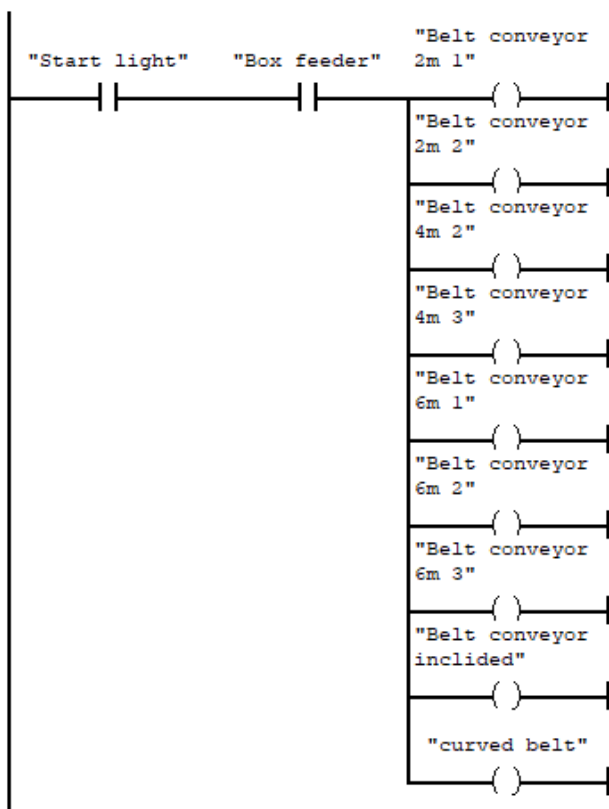 "Belt conveyor
"Start light" "Box feeder" 2m 1"
"Belt conveyor
2m 2"
"Belt conveyor
4m 2"
"Belt conveyor
4m 3"
"Belt conveyor
6m 1"
"Belt conveyor
6m 2"
"Belt conveyor
6m 3"
"Belt conveyor
inclided"
"curved belt"